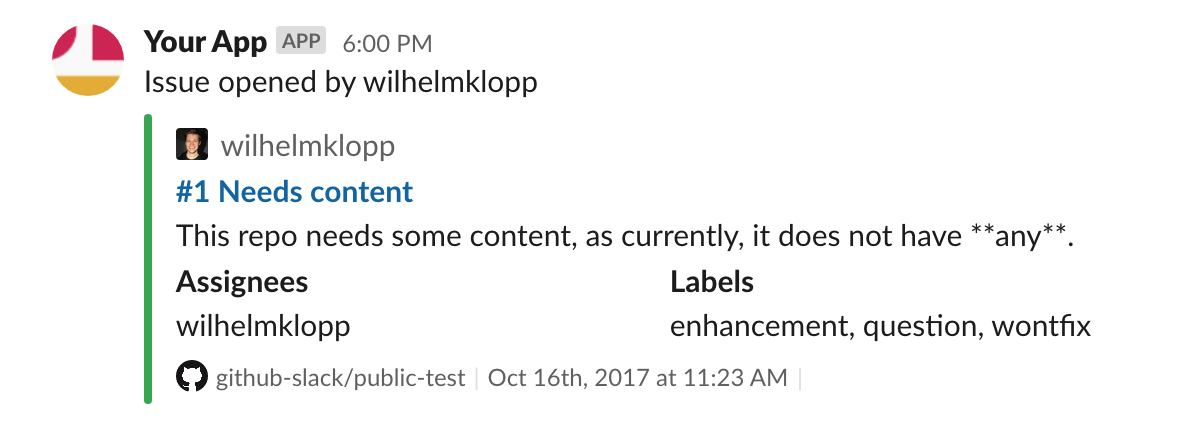 Your App APP 6:00 PM
Issue opened by wilhelmklopp
wilhelmklopp
#1 Needs content
This repo needs some content, as currently, it does not have **any**.
Assignees Labels
wilhelmklopp enhancement, question, wontfix
github-slack/public-test | Oct 16th, 2017 at 11:23 AM |